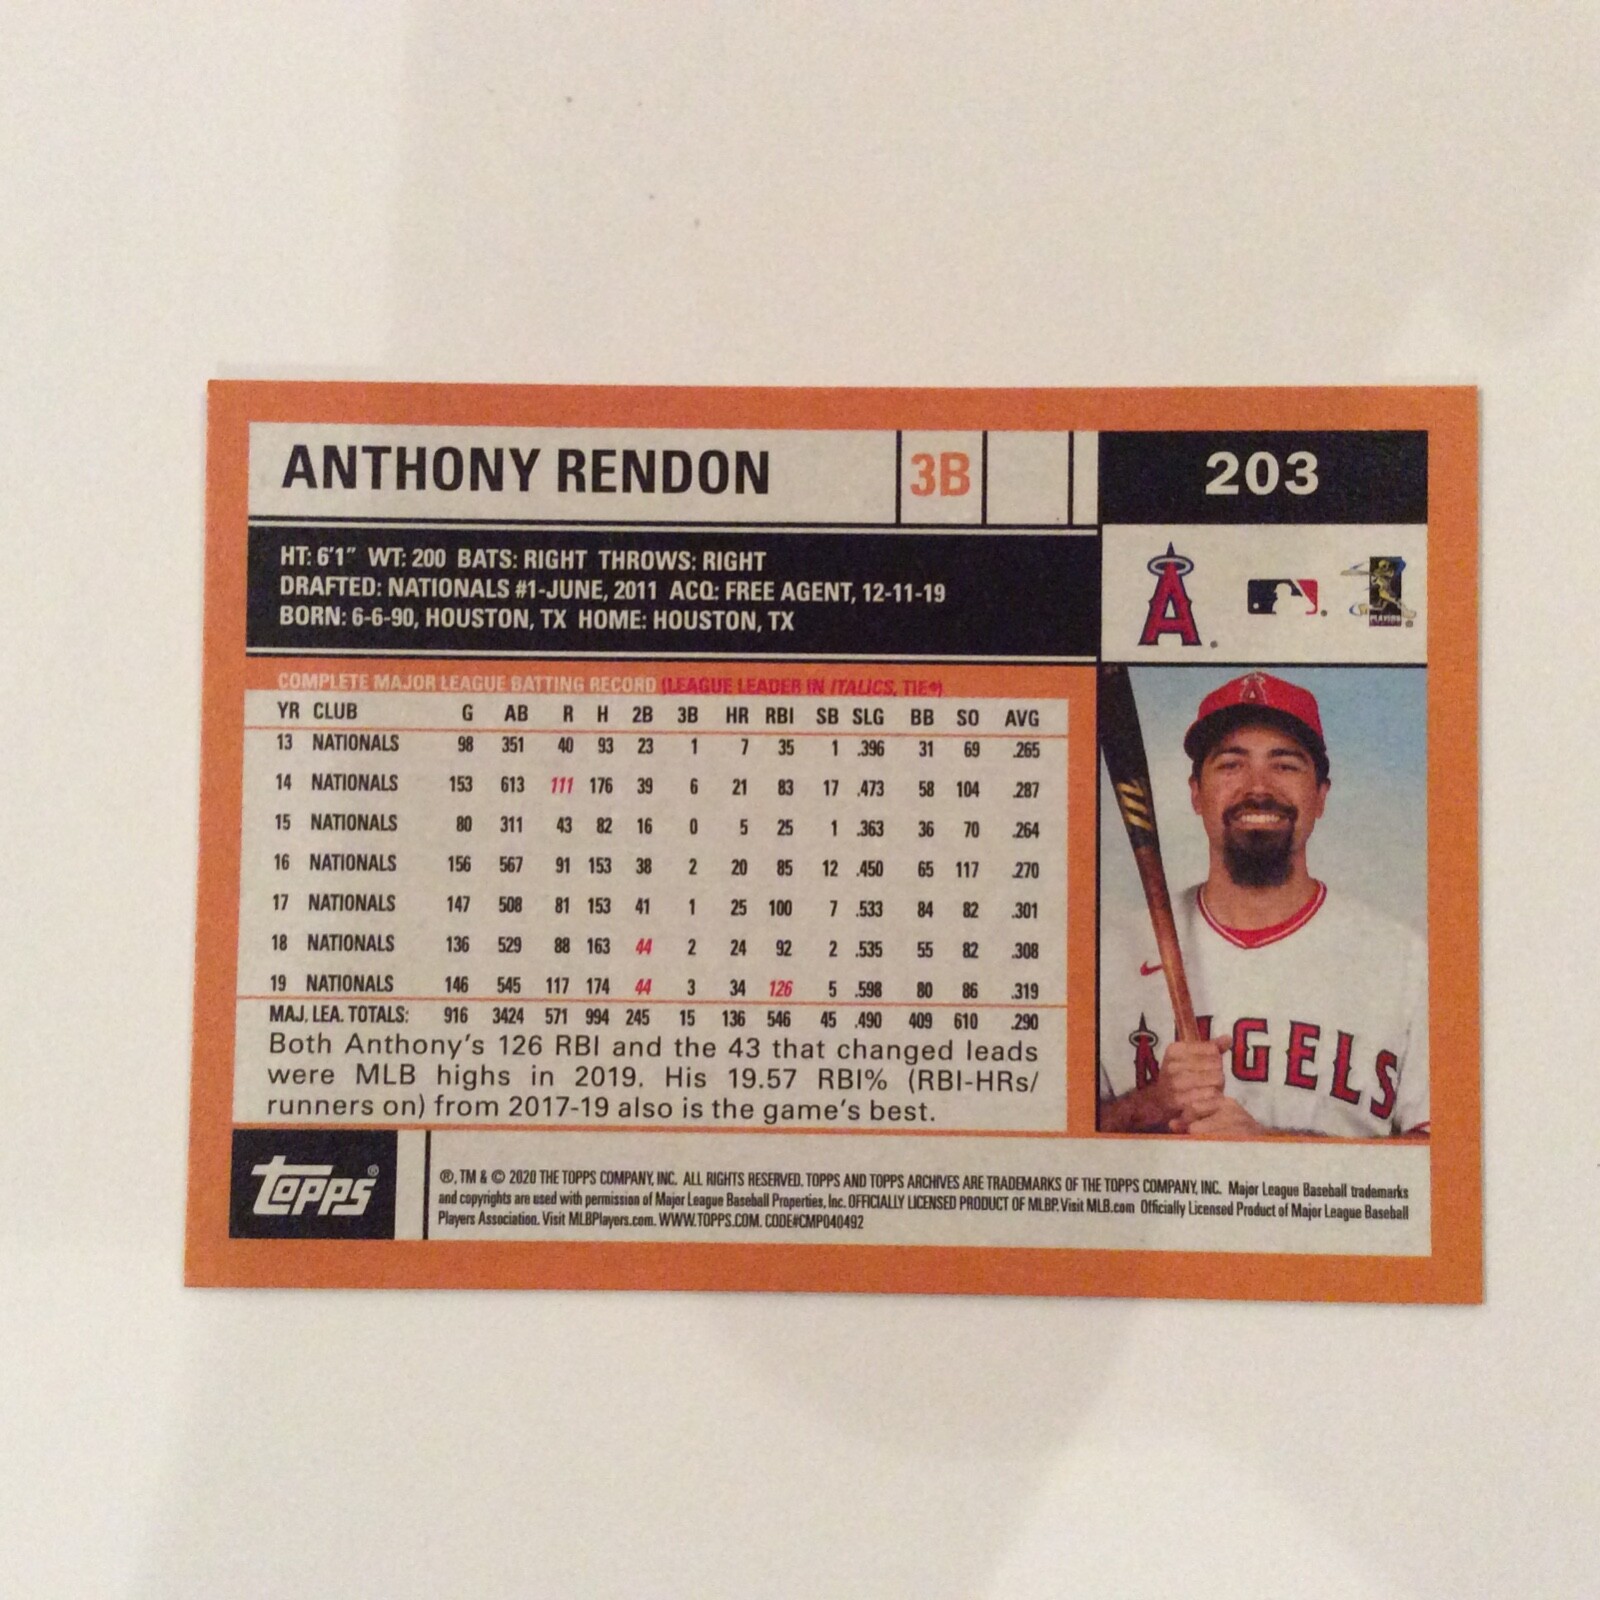 ANTHONY RENDON 3B 203
HT: 6'1" WT: 200 BATS: RIGHT THROWS: RIGHT
DRAFTED: NATIONALS #1-JUNE, 2011 ACQ: FREE AGENT, 12-11-19
BORN: 6-6-90, HOUSTON, TX HOME: HOUSTON, TX
A
COMPLETE MAJOR LEAGUE BATTING RECORD (LEAGUE LEADER IN ITALICS, TIE♦)
YR CLUB G AB R H 2B 3B HR RBI SB SLG BB SO AVG
13 NATIONALS 98 351 40 93 23 1 7 35 1 .396 31 69 .265
14 NATIONALS 153 613 111 176 39 6 21 83 17 .473 58 104 .287
15 NATIONALS 80 311 43 82 16 0 5 25 1 .363 36 70 .264
16 NATIONALS 156 567 91 153 38 2 20 85 12 .450 65 117 .270
17 NATIONALS 147 508 81 153 41 1 25 100 7 .533 84 82 .301
18 NATIONALS 136 529 88 163 44 2 24 92 2 .535 55 82 .308
19 NATIONALS 146 545 117 174 44 3 34 126 5 .598 80 86 .319
MAJ. LEA. TOTALS: 916 3424 571 994 245 15 136 546 45 .490 409 610 .290
Both Anthony's 126 RBI and the 43 that changed leads
were MLB highs in 2019. His 19.57 RBI% (RBI-HRs/
runners on) from 2017-19 also is the game's best.
ANGELS
topps®
®, TM & © 2020 THE TOPPS COMPANY, INC. ALL RIGHTS RESERVED. TOPPS AND TOPPS ARCHIVES ARE TRADEMARKS OF THE TOPPS COMPANY, INC. Major League Baseball trademarks
and copyrights are used with permission of Major League Baseball Properties, Inc. OFFICIALLY LICENSED PRODUCT OF MLBP. Visit MLB.com Officially Licensed Product of Major League Baseball
Players Association. Visit MLBPlayers.com. WWW.TOPPS.COM. CODE#CMP040492